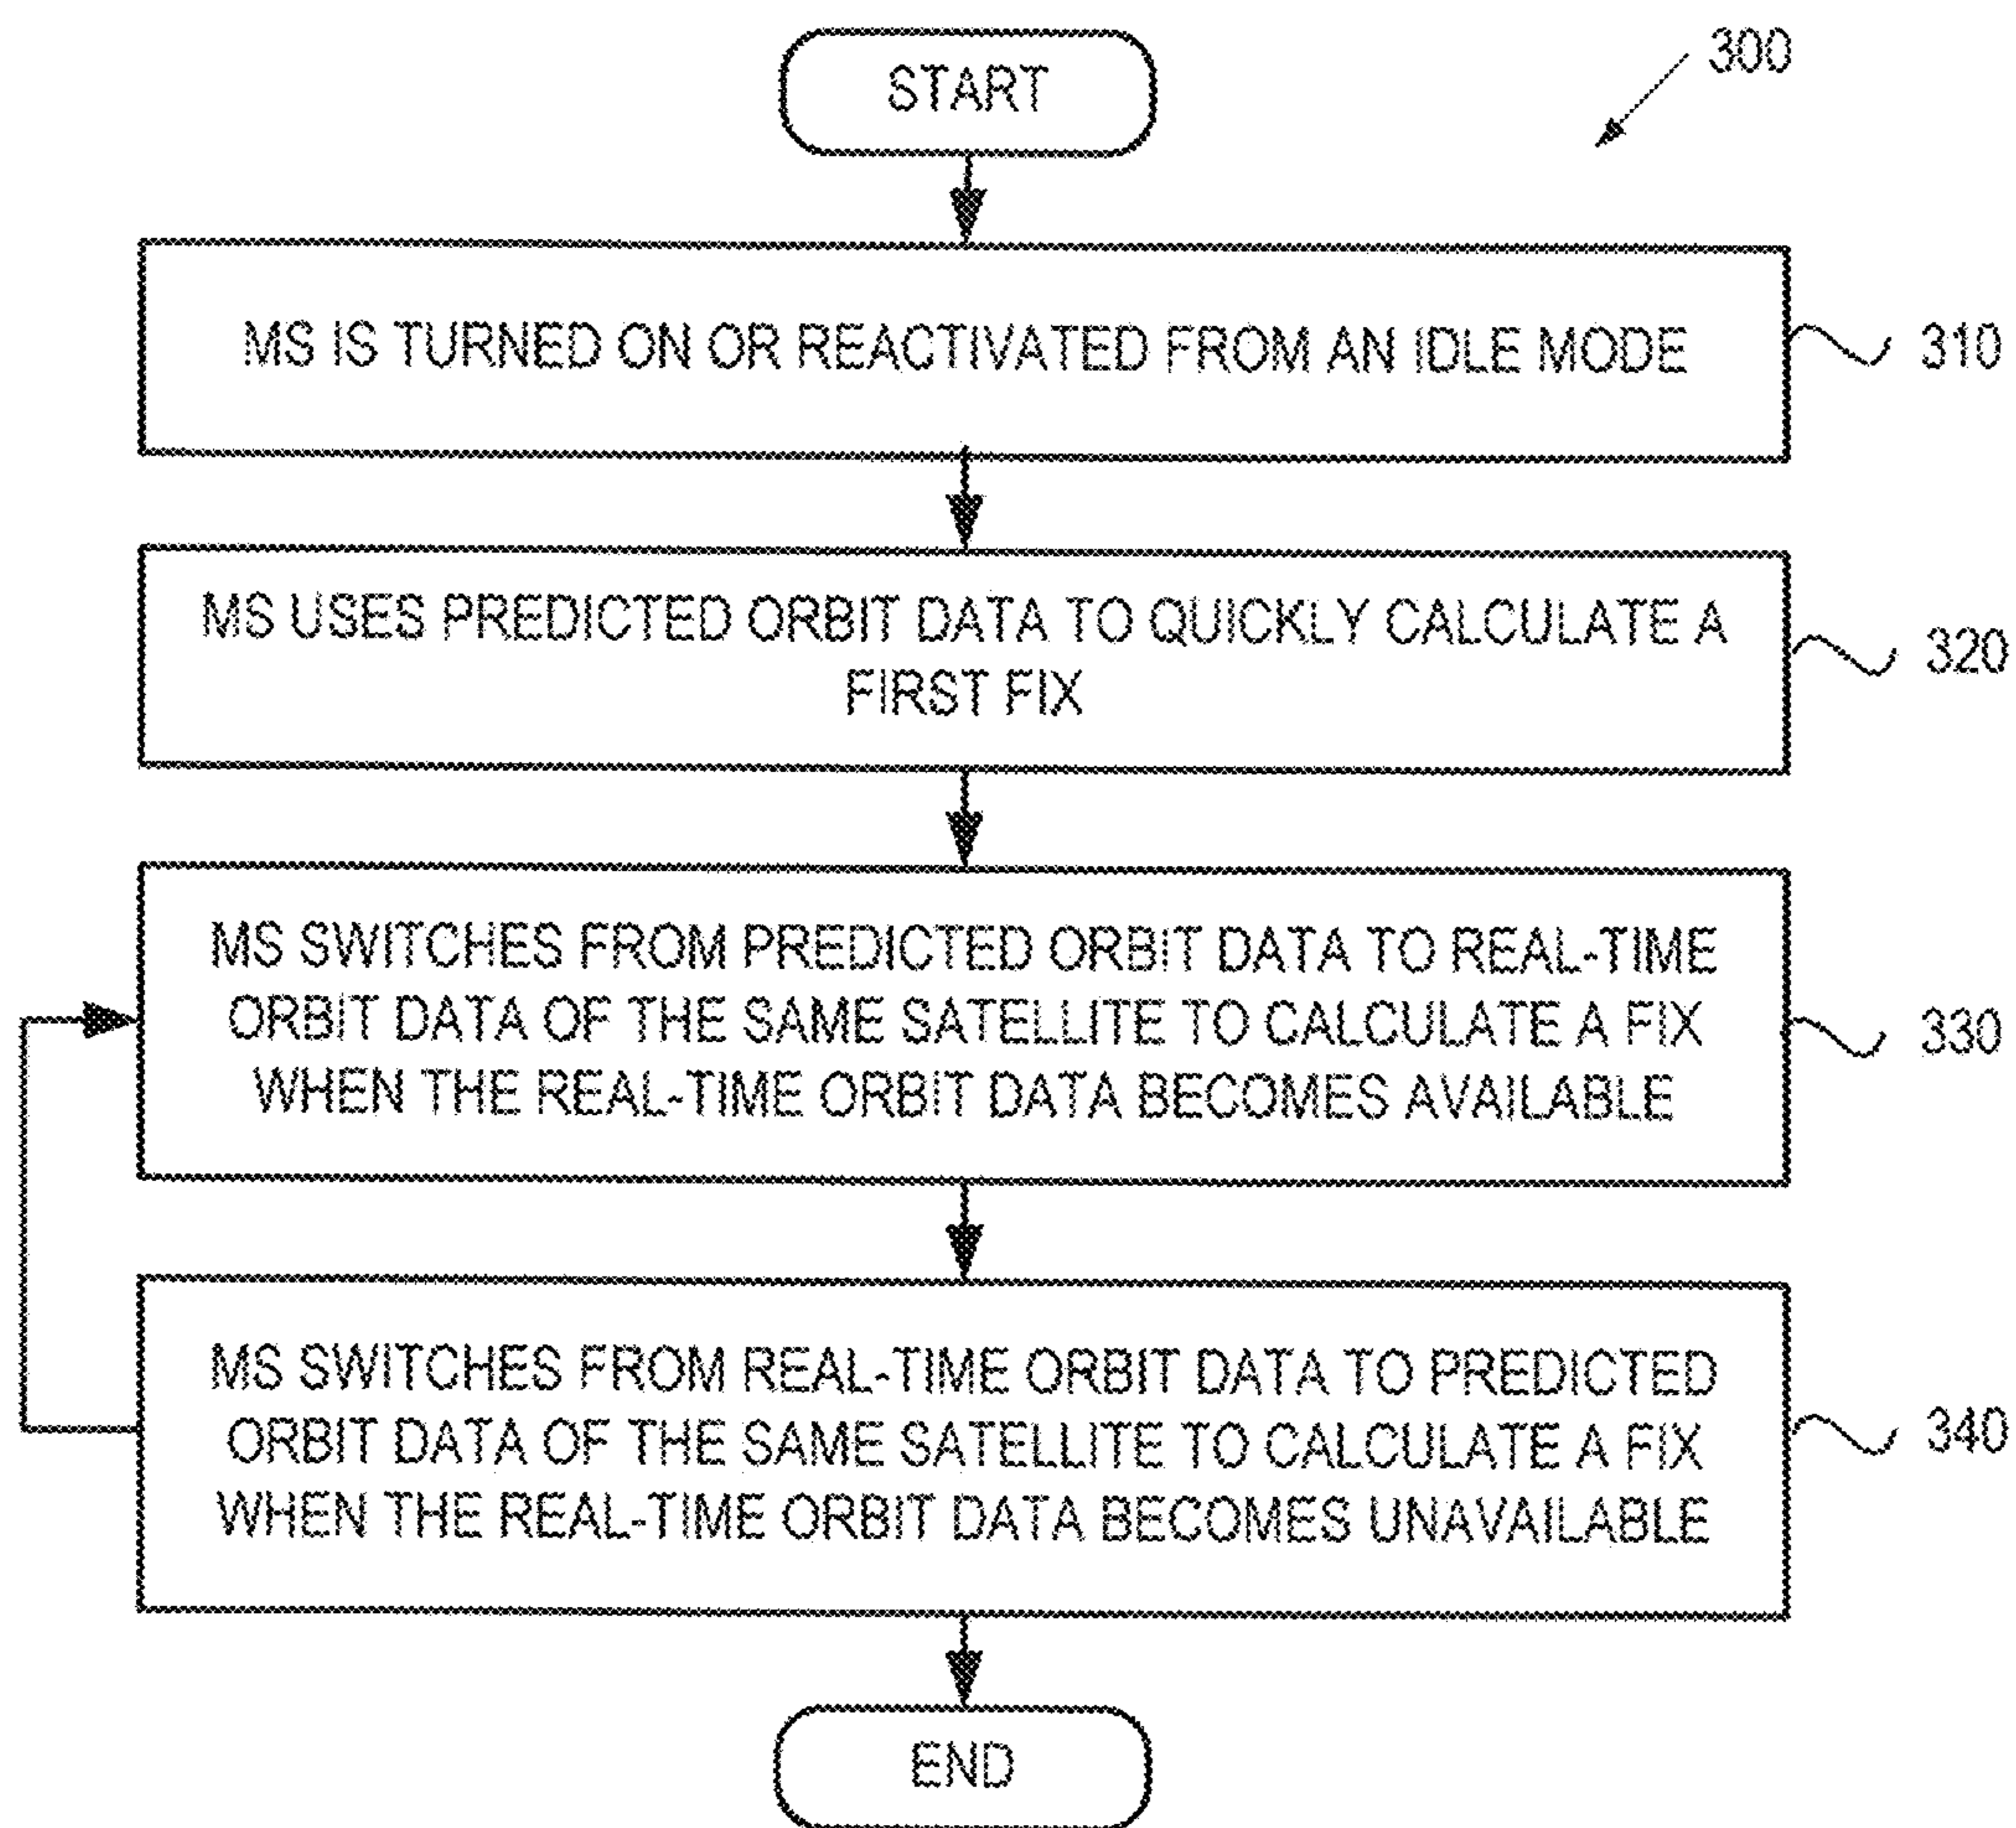 START
300
MS IS TURNED ON OR REACTIVATED FROM AN IDLE MODE
310
MS USES PREDICTED ORBIT DATA TO QUICKLY CALCULATE A
FIRST FIX
320
MS SWITCHES FROM PREDICTED ORBIT DATA TO REAL-TIME
ORBIT DATA OF THE SAME SATELLITE TO CALCULATE A FIX
WHEN THE REAL-TIME ORBIT DATA BECOMES AVAILABLE
330
MS SWITCHES FROM REAL-TIME ORBIT DATA TO PREDICTED
ORBIT DATA OF THE SAME SATELLITE TO CALCULATE A FIX
WHEN THE REAL-TIME ORBIT DATA BECOMES UNAVAILABLE
340
END